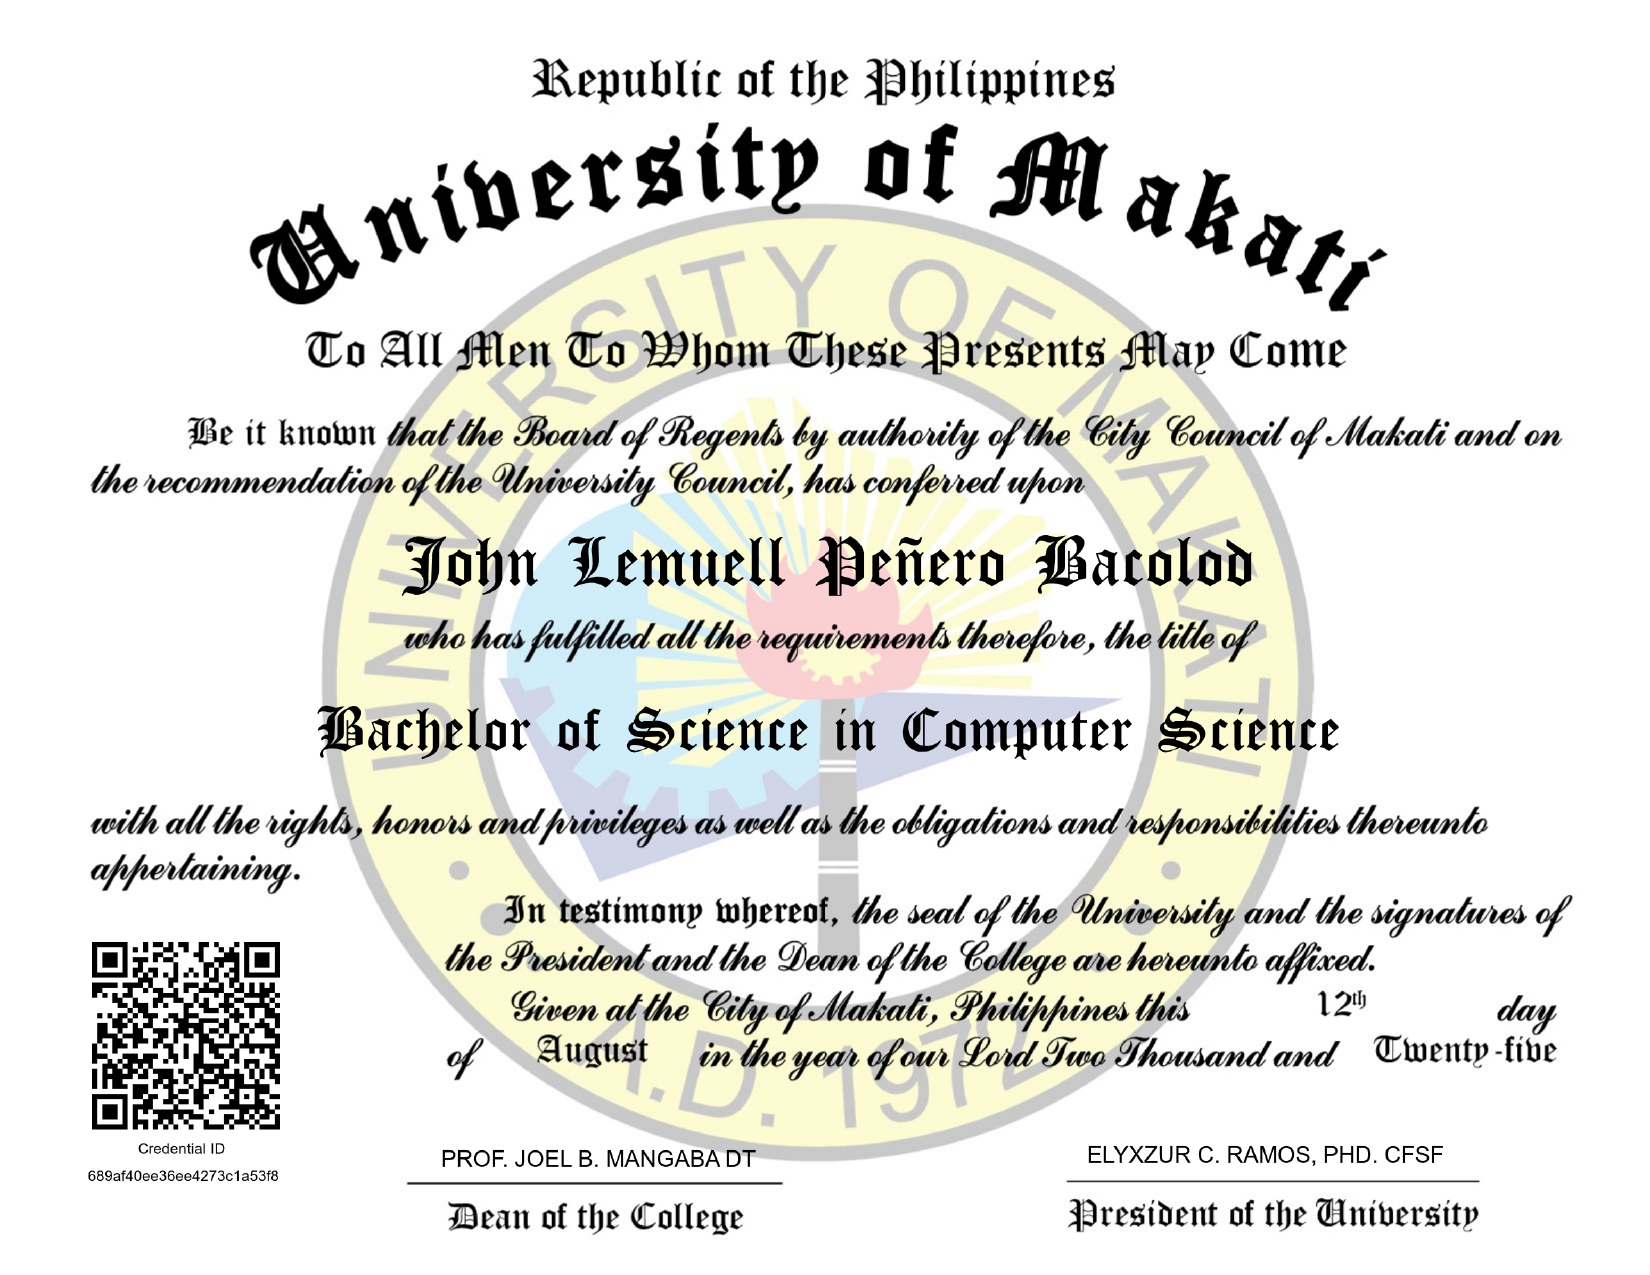 Republic of the Philippines
University of Makati
To All Men To Whom These Presents May Come
Be it known that the Board of Regents by authority of the City Council of Makati and on
the recommendation of the University Council, has conferred upon
John Lemuell Peñero Bacolod
who has fulfilled all the requirements therefore, the title of
Bachelor of Science in Computer Science
with all the rights, honors and privileges as well as the obligations and responsibilities thereunto
appertaining.
In testimony whereof, the seal of the University and the signatures of
the President and the Dean of the College are hereunto affixed.
Given at the City of Makati, Philippines this 12th day
of August in the year of our Lord Two Thousand and Twenty-five
UNIVERSITY OF MAKATI
A.D. 1972
Credential ID
689af40ee36ee4273c1a53f8
PROF. JOEL B. MANGABA DT
Dean of the College
ELYXZUR C. RAMOS, PHD. CFSF
President of the University